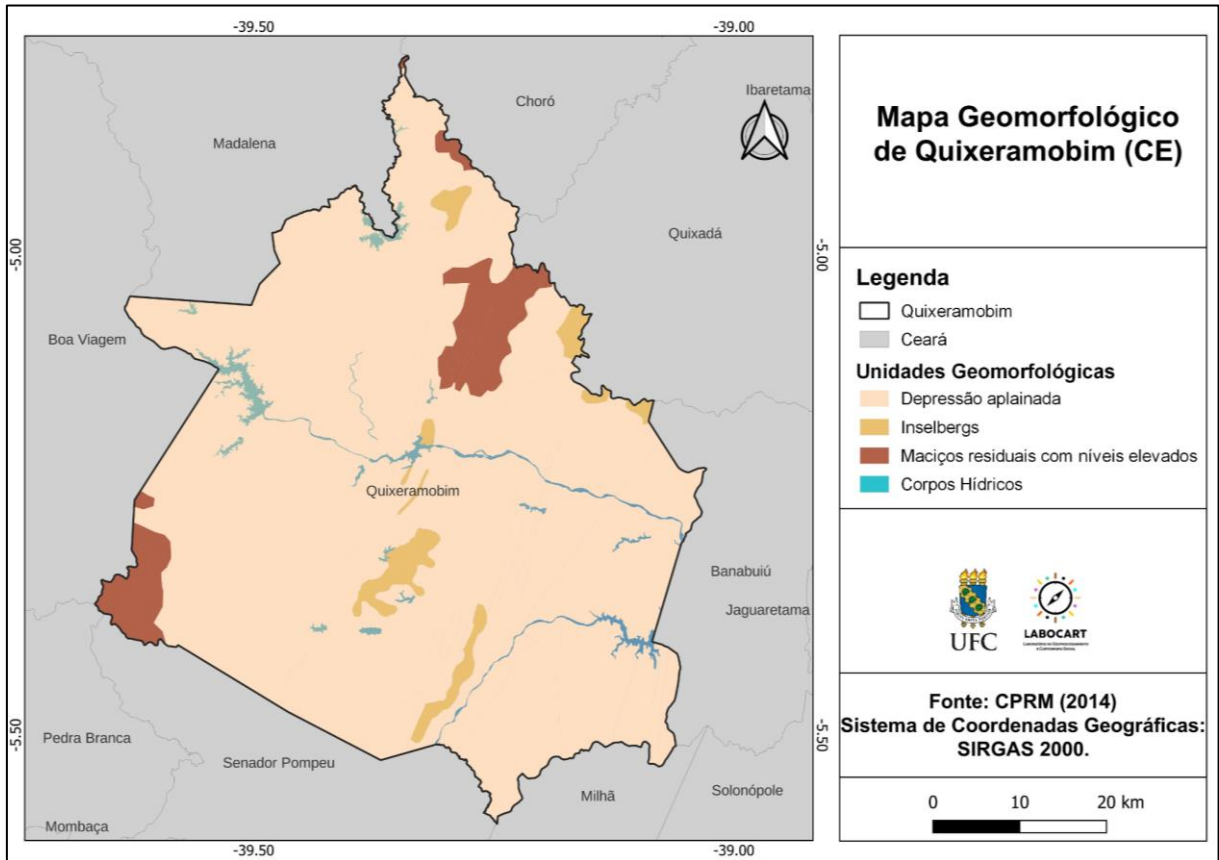 -39.50
-39.00
Ibaretama
Choró
Madalena
Quixadá
-5.00
-5.00
Boa Viagem
Quixeramobim
Banabuiú
Jaguaretama
-5.50
-5.50
Pedra Branca
Senador Pompeu
Milhã
Solonópole
Mombaça
-39.50
-39.00
Mapa Geomorfológico
de Quixeramobim (CE)
Legenda
Quixeramobim
Ceará
Unidades Geomorfológicas
Depressão aplainada
Inselbergs
Maciços residuais com níveis elevados
Corpos Hídricos
UFC
LABOCART
Fonte: CPRM (2014)
Sistema de Coordenadas Geográficas:
SIRGAS 2000.
0 10 20 km